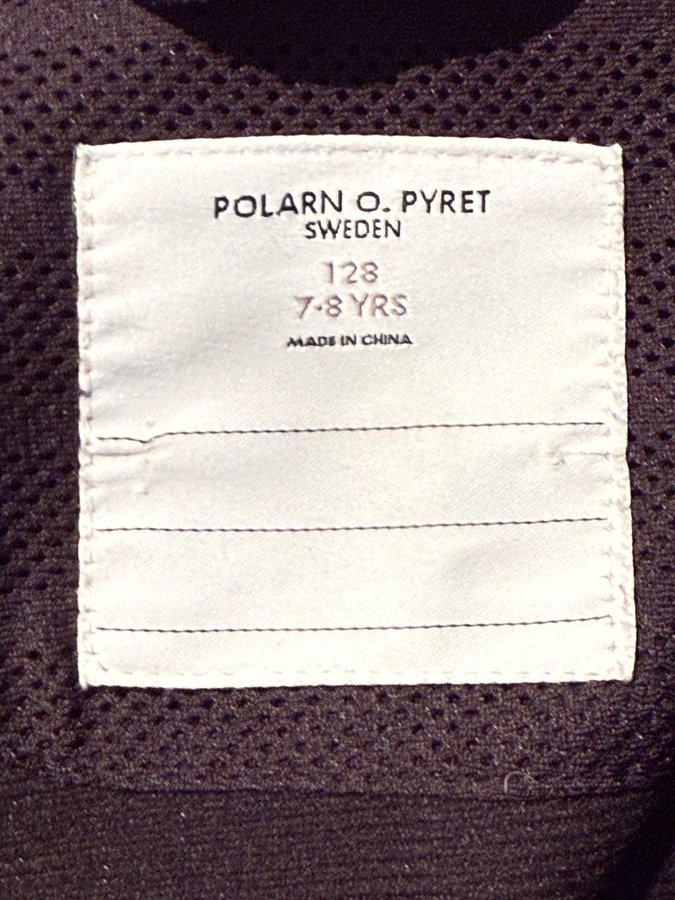 POLARN O. PYRET
SWEDEN
128
7-8 YRS
MADE IN CHINA